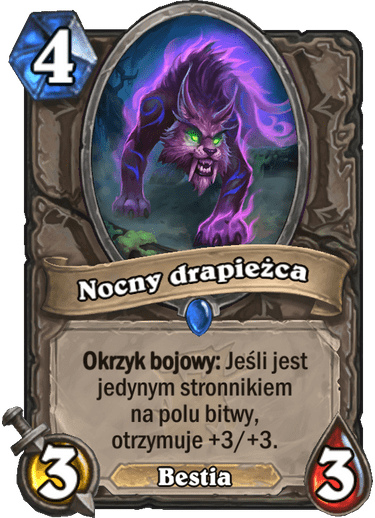 4
Nocny drapieżca
Okrzyk bojowy: Jeśli jest
jedynym stronnikiem
na polu bitwy,
otrzymuje +3/+3.
3
Bestia
3